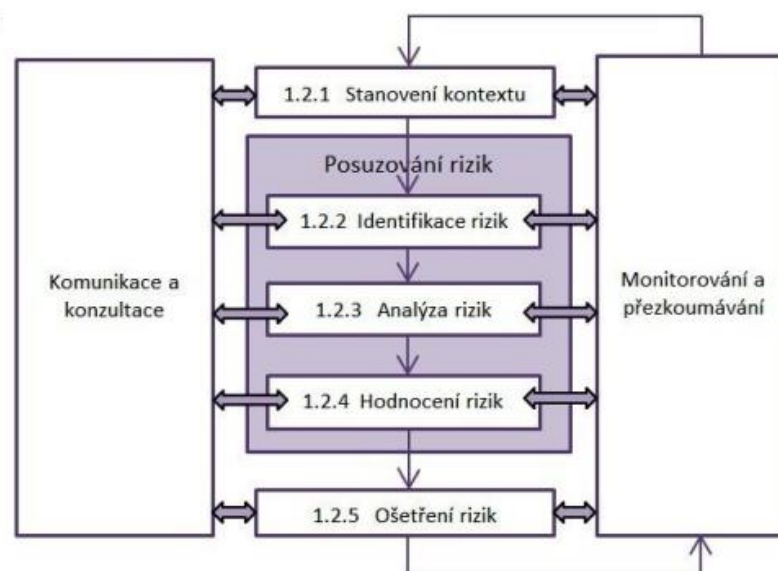 1.2.1 Stanovení kontextu
Posuzování rizik
1.2.2 Identifikace rizik
Komunikace a
konzultace
1.2.3 Analýza rizik
Monitorování a
přezkoumávání
1.2.4 Hodnocení rizik
1.2.5 Ošetření rizik